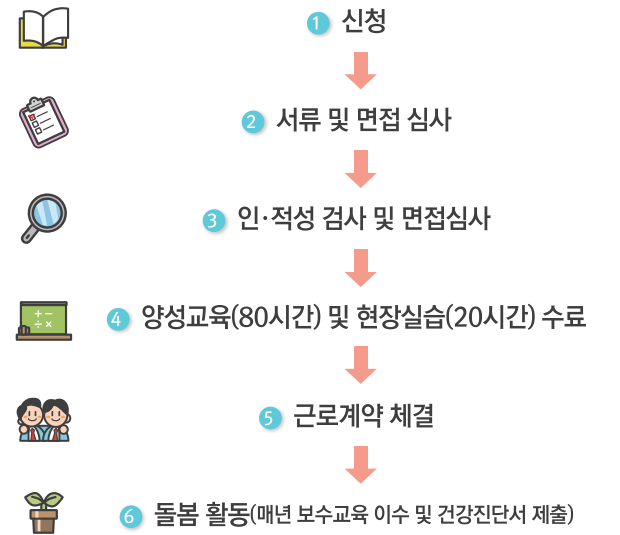 1 신청
2 서류 및 면접 심사
3 인·적성 검사 및 면접심사
4 양성교육(80시간) 및 현장실습(20시간) 수료
5 근로계약 체결
6 돌봄 활동(매년 보수교육 이수 및 건강진단서 제출)